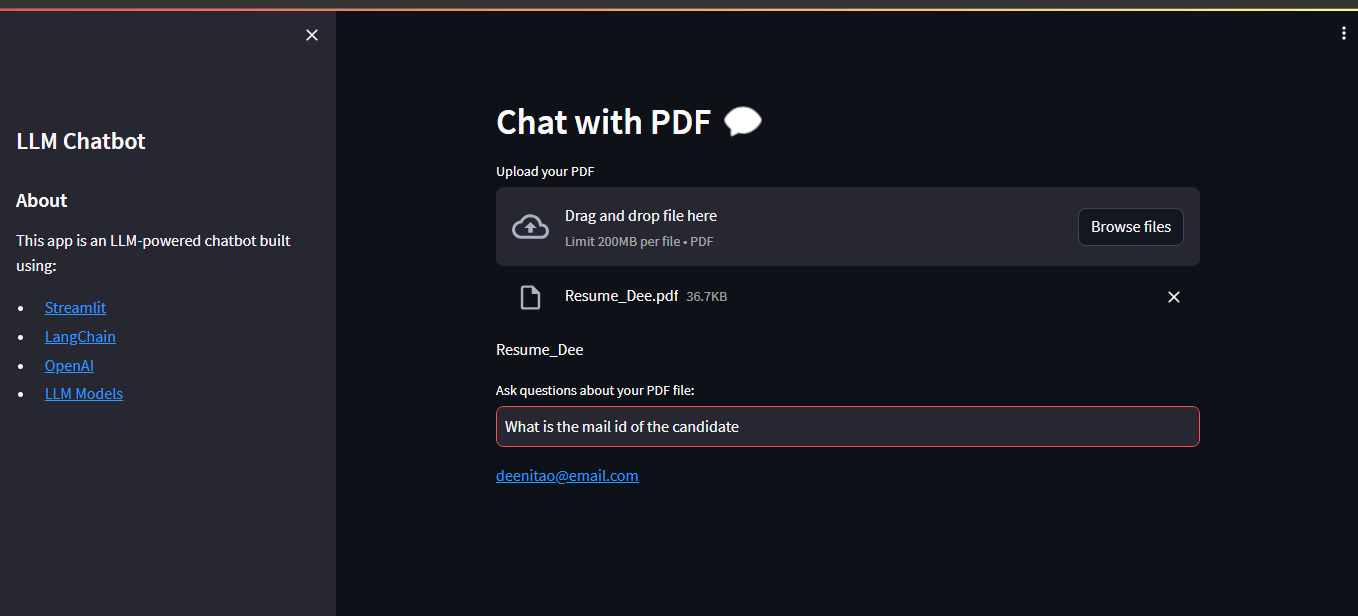 LLM Chatbot
About
This app is an LLM-powered chatbot built
using:
Streamlit
LangChain
OpenAI
LLM Models
Chat with PDF
Upload your PDF
Drag and drop file here
Limit 200MB per file • PDF
Browse files
Resume_Dee.pdf 36.7KB
Resume_Dee
Ask questions about your PDF file:
What is the mail id of the candidate
deenitao@email.com